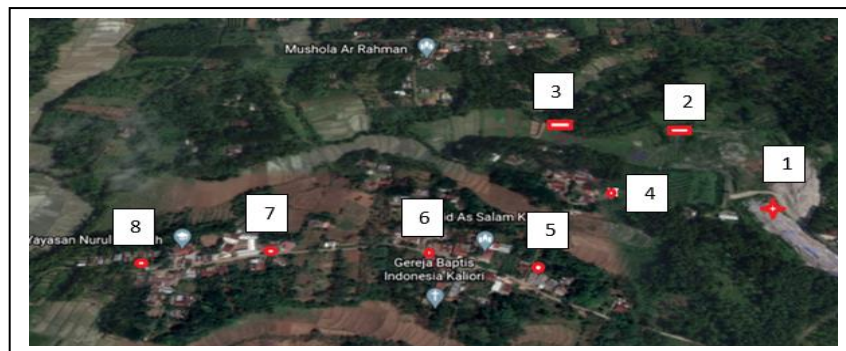 Mushola Ar Rahman
3
2
1
4
id As Salam K
7
6
5
8
Yayasan Nurul
h
Gereja Baptis
Indonesia Kaliori